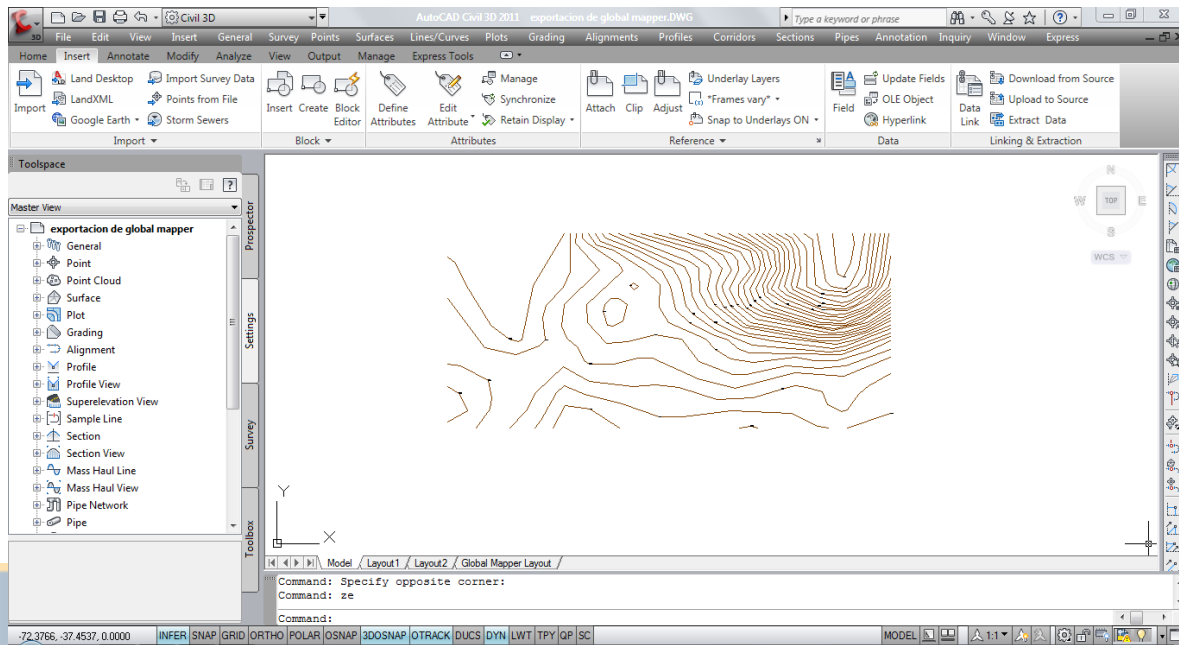 Civil 3D AutoCAD Civil 3D 2011 exportacion de global mapper.DWG Type a keyword or phrase
3D File Edit View Insert General Survey Points Surfaces Lines/Curves Plots Grading Alignments Profiles Corridors Sections Pipes Annotation Inquiry Window Express
Home Insert Annotate Modify Analyze View Output Manage Express Tools
Land Desktop Import Survey Data Manage Underlay Layers Update Fields Download from Source
LandXML Points from File Synchronize *Frames vary* OLE Object Upload to Source
Import Insert Create Block Define Edit Attach Clip Adjust Field Data
Google Earth Storm Sewers Editor Attributes Attribute Retain Display Snap to Underlays ON Hyperlink Link Extract Data
Import Block Attributes Reference Data Linking & Extraction
Toolspace
Master View
exportacion de global mapper
General
Point
Point Cloud
Surface
Plot
Grading
Alignment
Profile
Profile View
Superelevation View
Sample Line
Section
Section View
Mass Haul Line
Mass Haul View
Pipe Network
Pipe
Prospector
Settings
Survey
Toolbox
N
W TOP E
S
WCS
Y
X
Model Layout1 Layout2 Global Mapper Layout
Command: Specify opposite corner:
Command: ze
Command:
-72.3766, -37.4537, 0.0000 INFER SNAP GRID ORTHO POLAR OSNAP 3DOSNAP OTRACK DUCS DYN LWT TPY QP SC MODEL 1:1